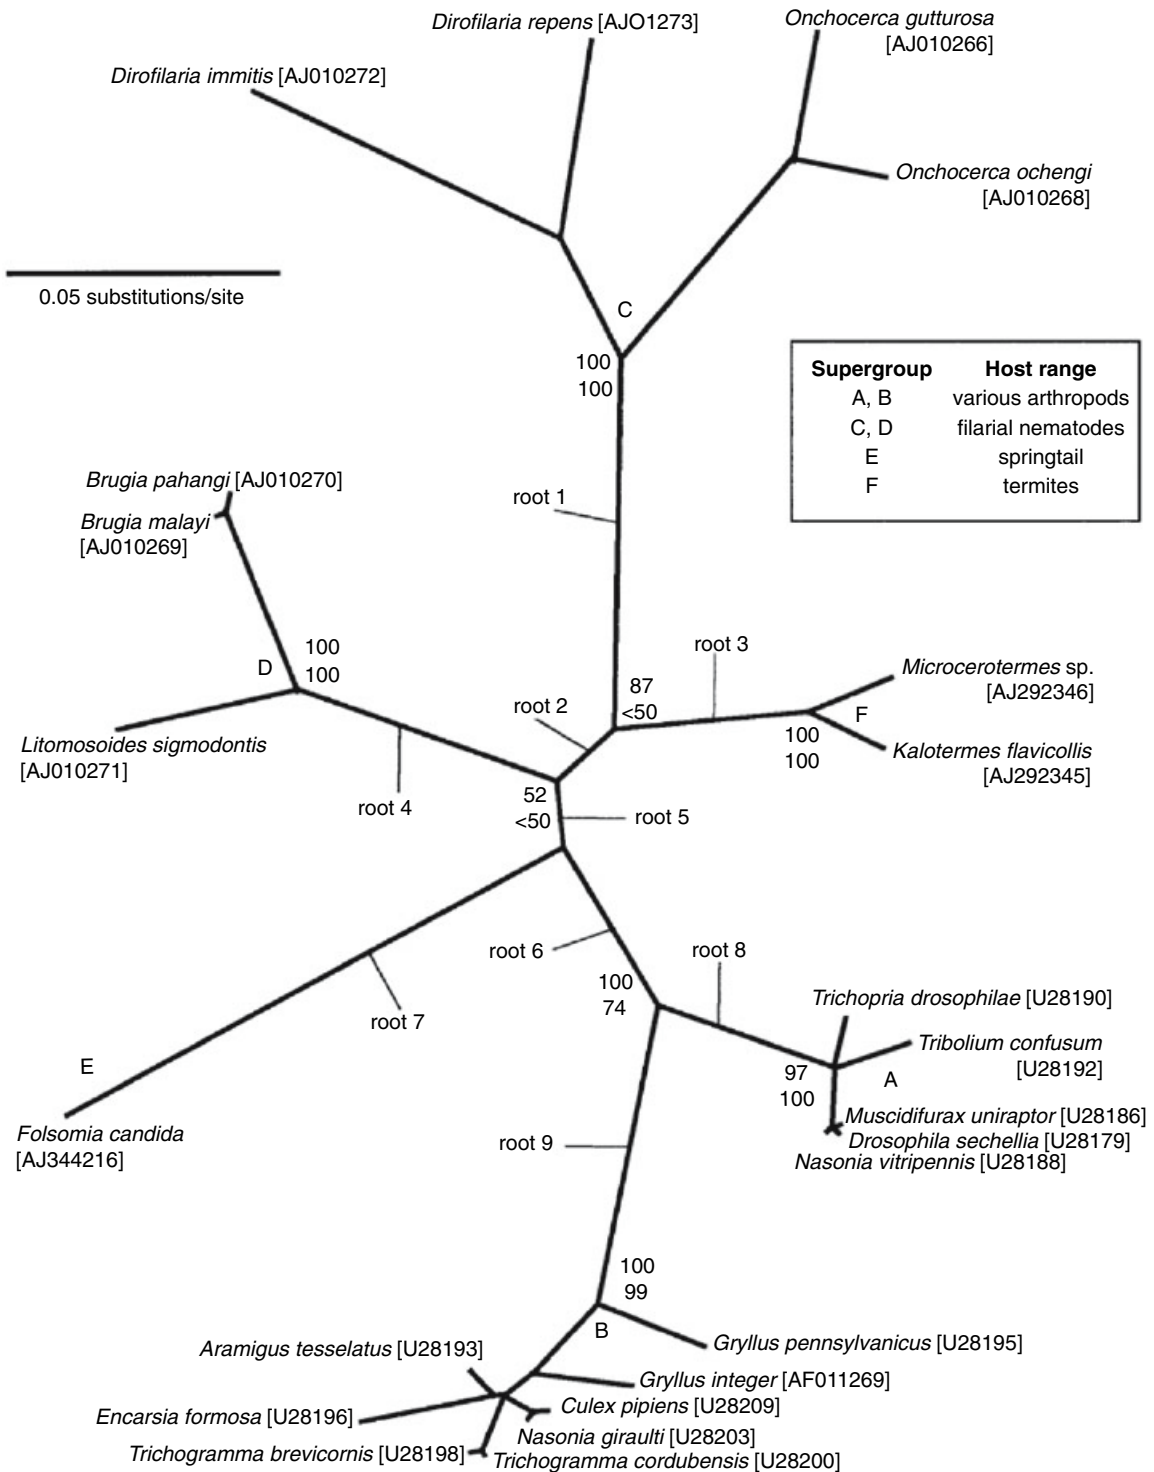 Dirofilaria repens [AJO1273]
Onchocerca gutturosa
[AJ010266]
Dirofilaria immitis [AJ010272]
Onchocerca ochengi
[AJ010268]
0.05 substitutions/site
C
100
100
Supergroup Host range
A, B various arthropods
C, D filarial nematodes
E springtail
F termites
Brugia pahangi [AJ010270]
Brugia malayi
[AJ010269]
root 1
D
100
100
root 3
87
<50
Microcerotermes sp.
[AJ292346]
F
100
100
Kalotermes flavicollis
[AJ292345]
root 2
Litomosoides sigmodontis
[AJ010271]
root 4
52
<50
root 5
root 6
root 8
100
74
root 7
Trichopria drosophilae [U28190]
Tribolium confusum
[U28192]
97
100
A
E
Folsomia candida
[AJ344216]
Muscidifurax uniraptor [U28186]
Drosophila sechellia [U28179]
Nasonia vitripennis [U28188]
root 9
100
99
B
Gryllus pennsylvanicus [U28195]
Aramigus tesselatus [U28193]
Gryllus integer [AF011269]
Encarsia formosa [U28196]
Culex pipiens [U28209]
Nasonia giraulti [U28203]
Trichogramma brevicornis [U28198]
Trichogramma cordubensis [U28200]